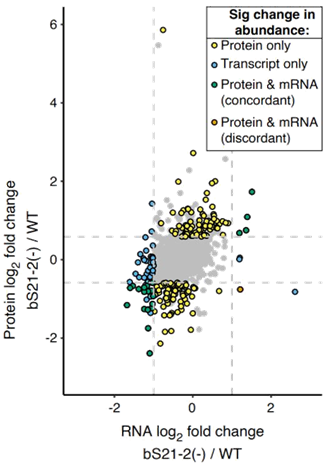 Sig change in
abundance:
Protein only
Transcript only
Protein & mRNA
(concordant)
Protein & mRNA
(discordant)
6
4
2
0
-2
Protein log2 fold change
bS21-2(-) / WT
-2
0
2
RNA log2 fold change
bS21-2(-) / WT